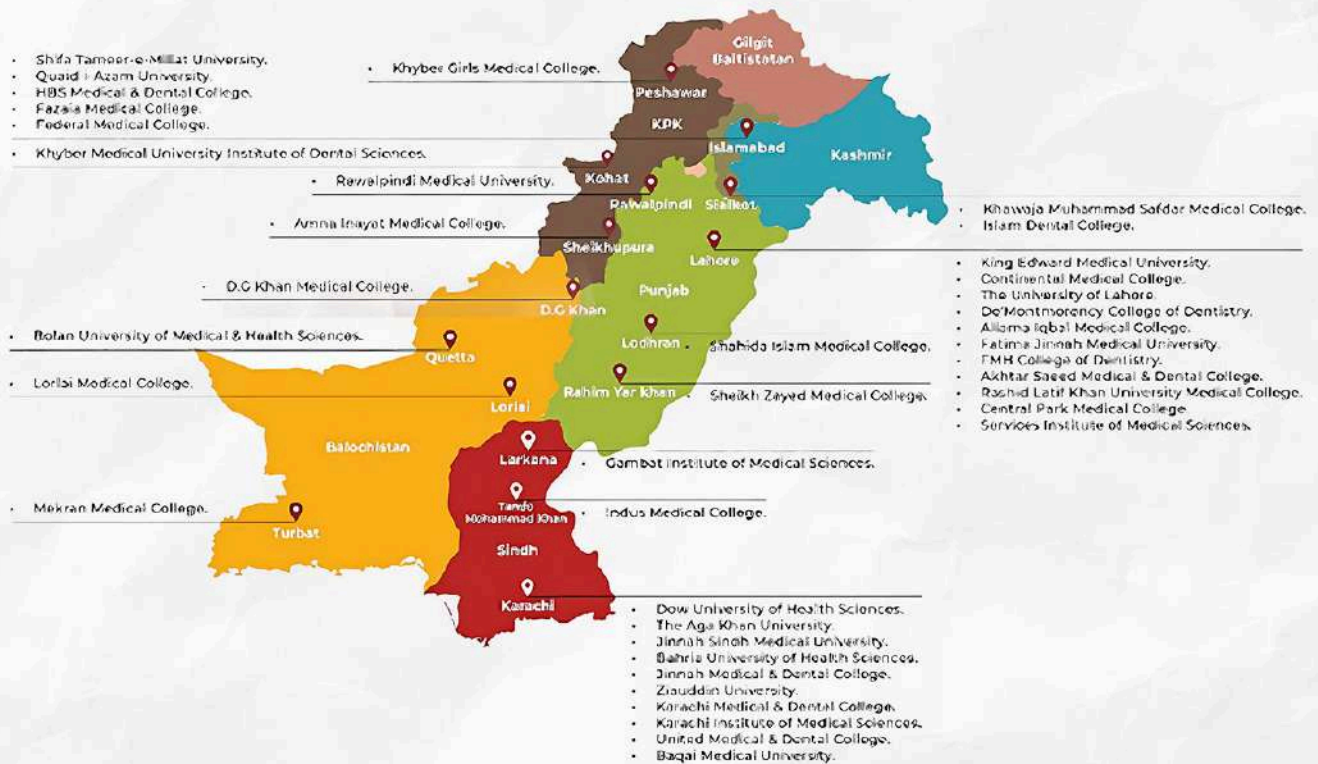 Shifa Tameer-e-Millat University.
Quaid i Azam University.
HBS Medical & Dental College.
Fazaia Medical College.
Federal Medical College.
Khyber Medical University Institute of Dental Sciences.
Khyber Girls Medical College.
Rawalpindi Medical University.
Amna Inayat Medical College.
D.G Khan Medical College.
Bolan University of Medical & Health Sciences.
Lorlai Medical College.
Mekran Medical College.
Gilgit
Baltistatan
Peshawar
KPK
Islamabad
Kashmir
Kohat
Rawalpindi
Sialkot
Sheikhupura
Lahore
Punjab
D.G Khan
Lodhran
Quetta
Rahim Yar Khan
Lorlai
Balochistan
Larkana
Tando
Mohammad Khan
Turbat
Sindh
Karachi
Khawaja Muhammad Safdar Medical College.
Islam Dental College.
King Edward Medical University.
Continental Medical College.
The University of Lahore.
De'Montmorency College of Dentistry.
Allama Iqbal Medical College.
Fatima Jinnah Medical University.
FMH College of Dentistry.
Akhtar Saeed Medical & Dental College.
Rashid Latif Khan University Medical College.
Central Park Medical College
Services Institute of Medical Sciences.
Shahida Islam Medical College.
Sheikh Zayed Medical College.
Gambat Institute of Medical Sciences.
Indus Medical College.
Dow University of Health Sciences.
The Aga Khan University.
Jinnah Sindh Medical University.
Bahria University of Health Sciences.
Jinnah Medical & Dental College.
Ziauddin University.
Karachi Medical & Dental College.
Karachi Institute of Medical Sciences.
United Medical & Dental College.
Baqai Medical University.